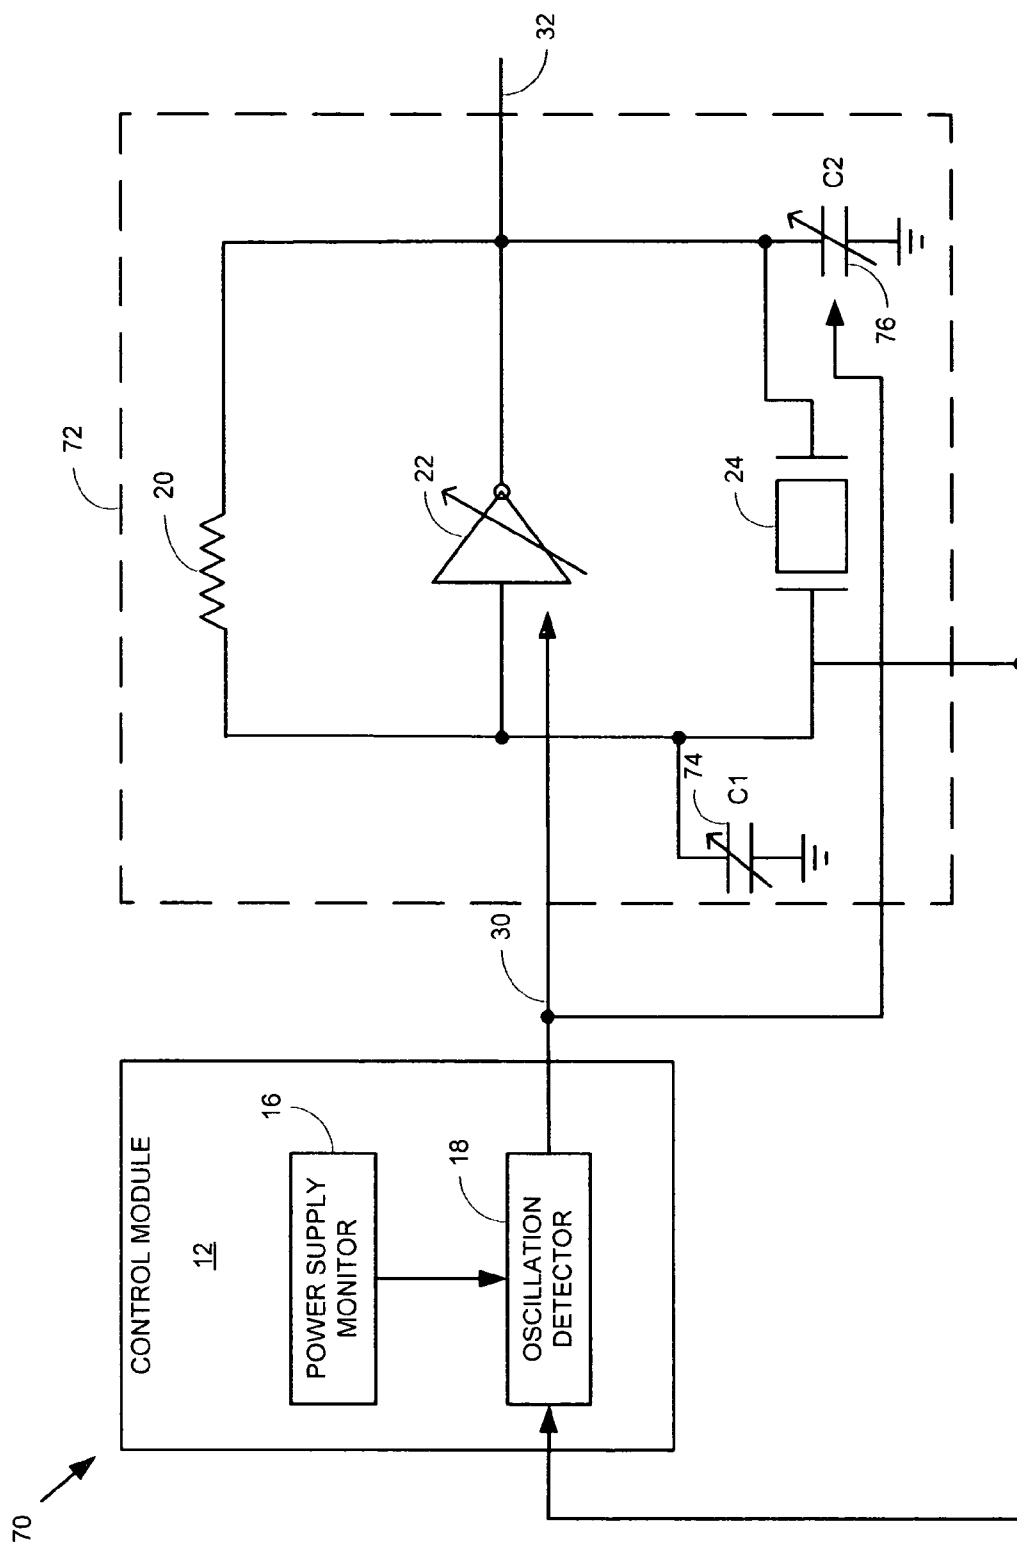 70
CONTROL MODULE
12
POWER SUPPLY
MONITOR
16
OSCILLATION
DETECTOR
18
30
72
20
22
24
74
C1
76
C2
32